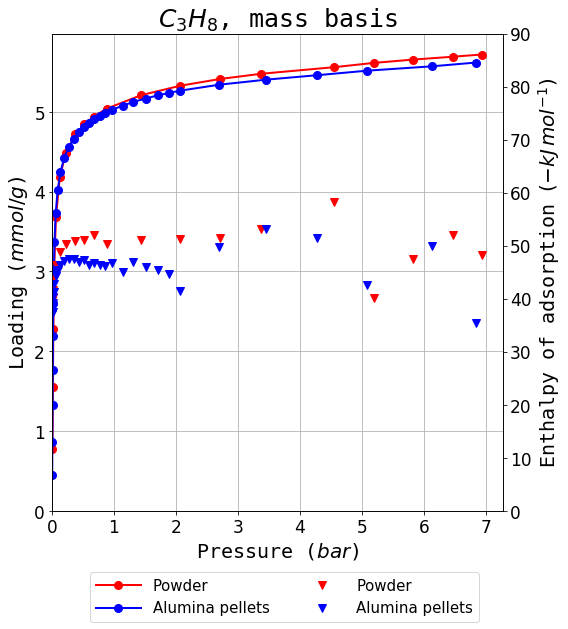 C₃H₈, mass basis
Loading (mmol/g)
5
4
3
2
1
0
90
80
70
60
50
40
30
20
10
0
Enthalpy of adsorption (−kJ mol⁻¹)
0 1 2 3 4 5 6 7
Pressure (bar)
Powder Powder
Alumina pellets Alumina pellets